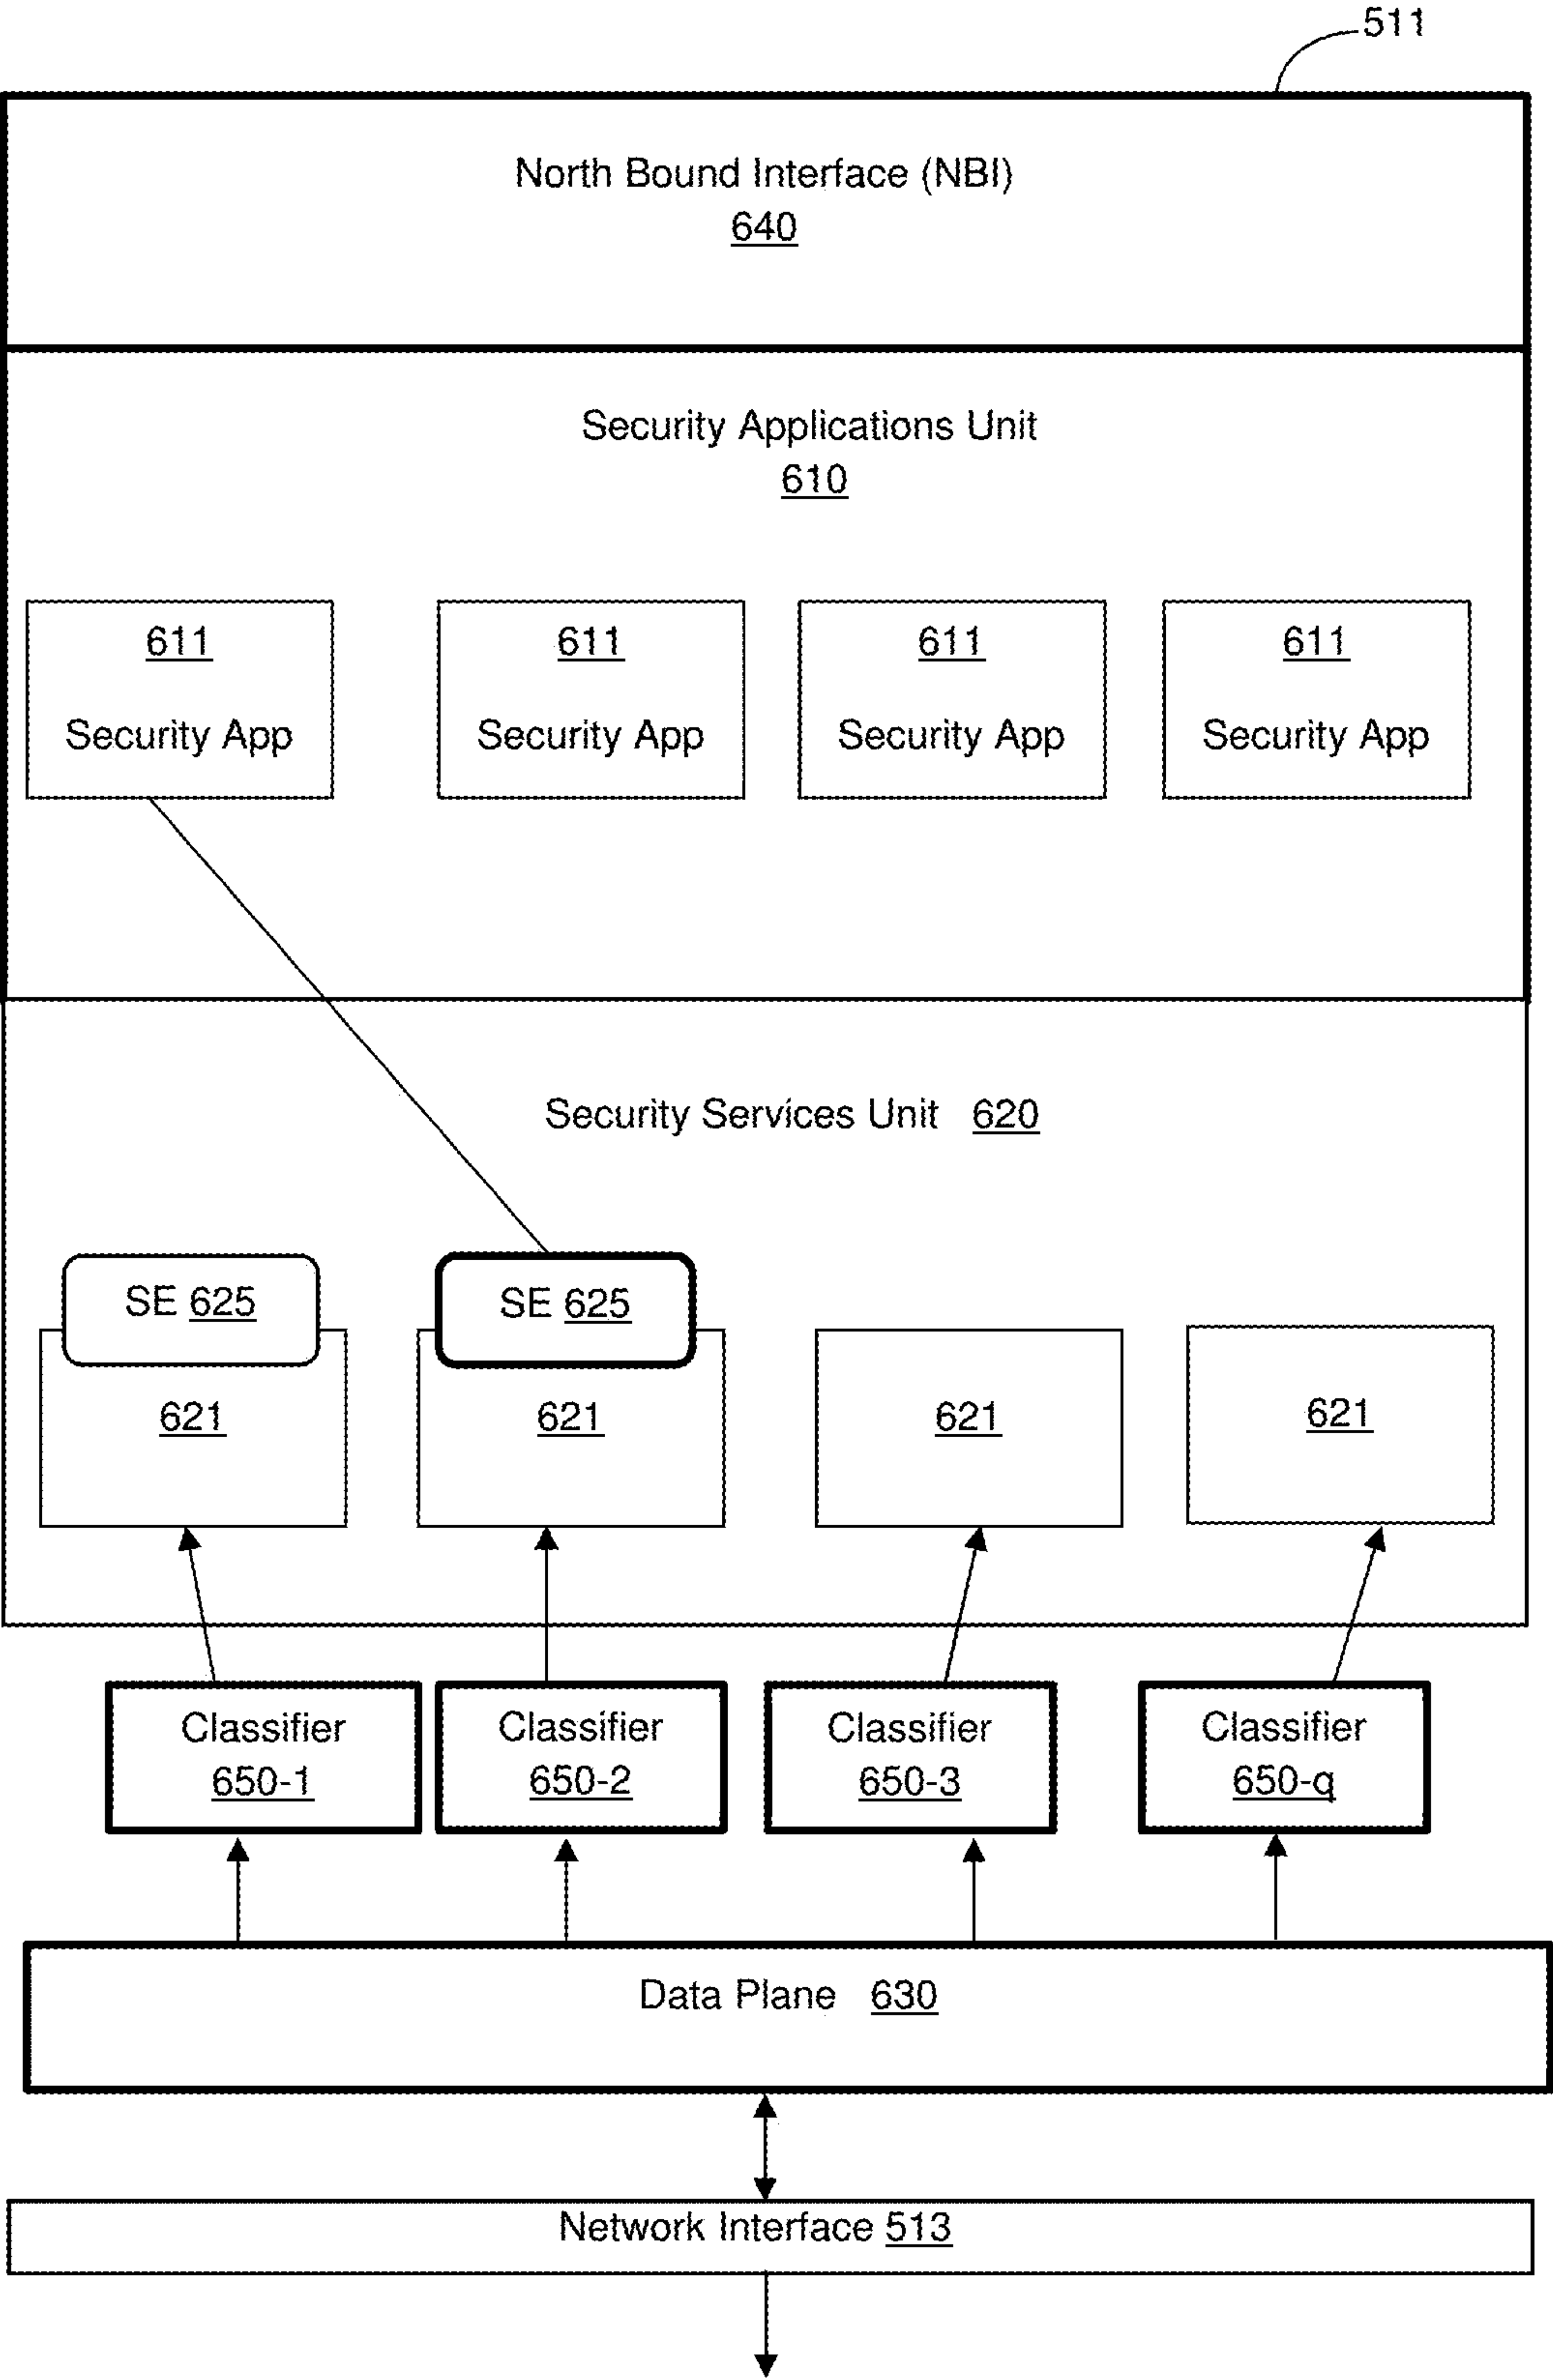 511
North Bound Interface (NBI)
640
Security Applications Unit
610
611
Security App
611
Security App
611
Security App
611
Security App
Security Services Unit 620
SE 625
SE 625
621
621
621
621
Classifier
650-1
Classifier
650-2
Classifier
650-3
Classifier
650-q
Data Plane 630
Network Interface 513